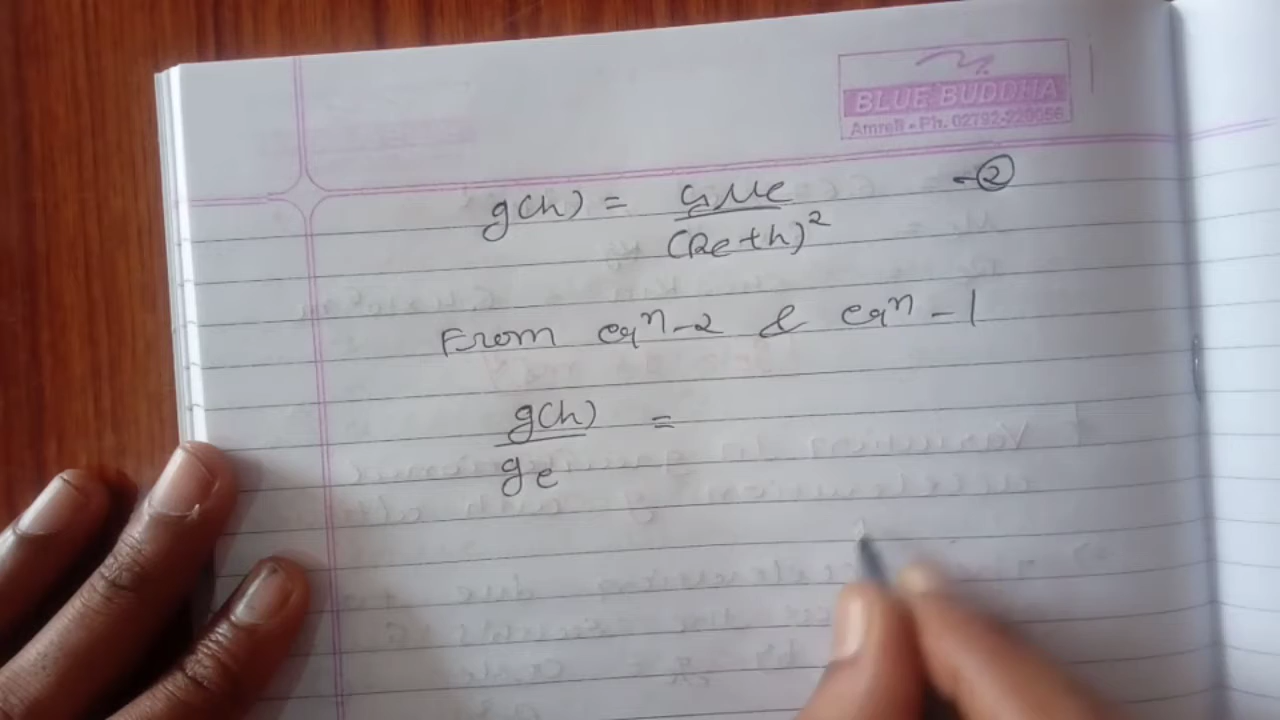 BLUE BUDDHA
Amreli - Ph. 02792-220056
g(h) = GMe / (Re+h)² -②
From eqⁿ-2 & eqⁿ-1
g(h) / ge =